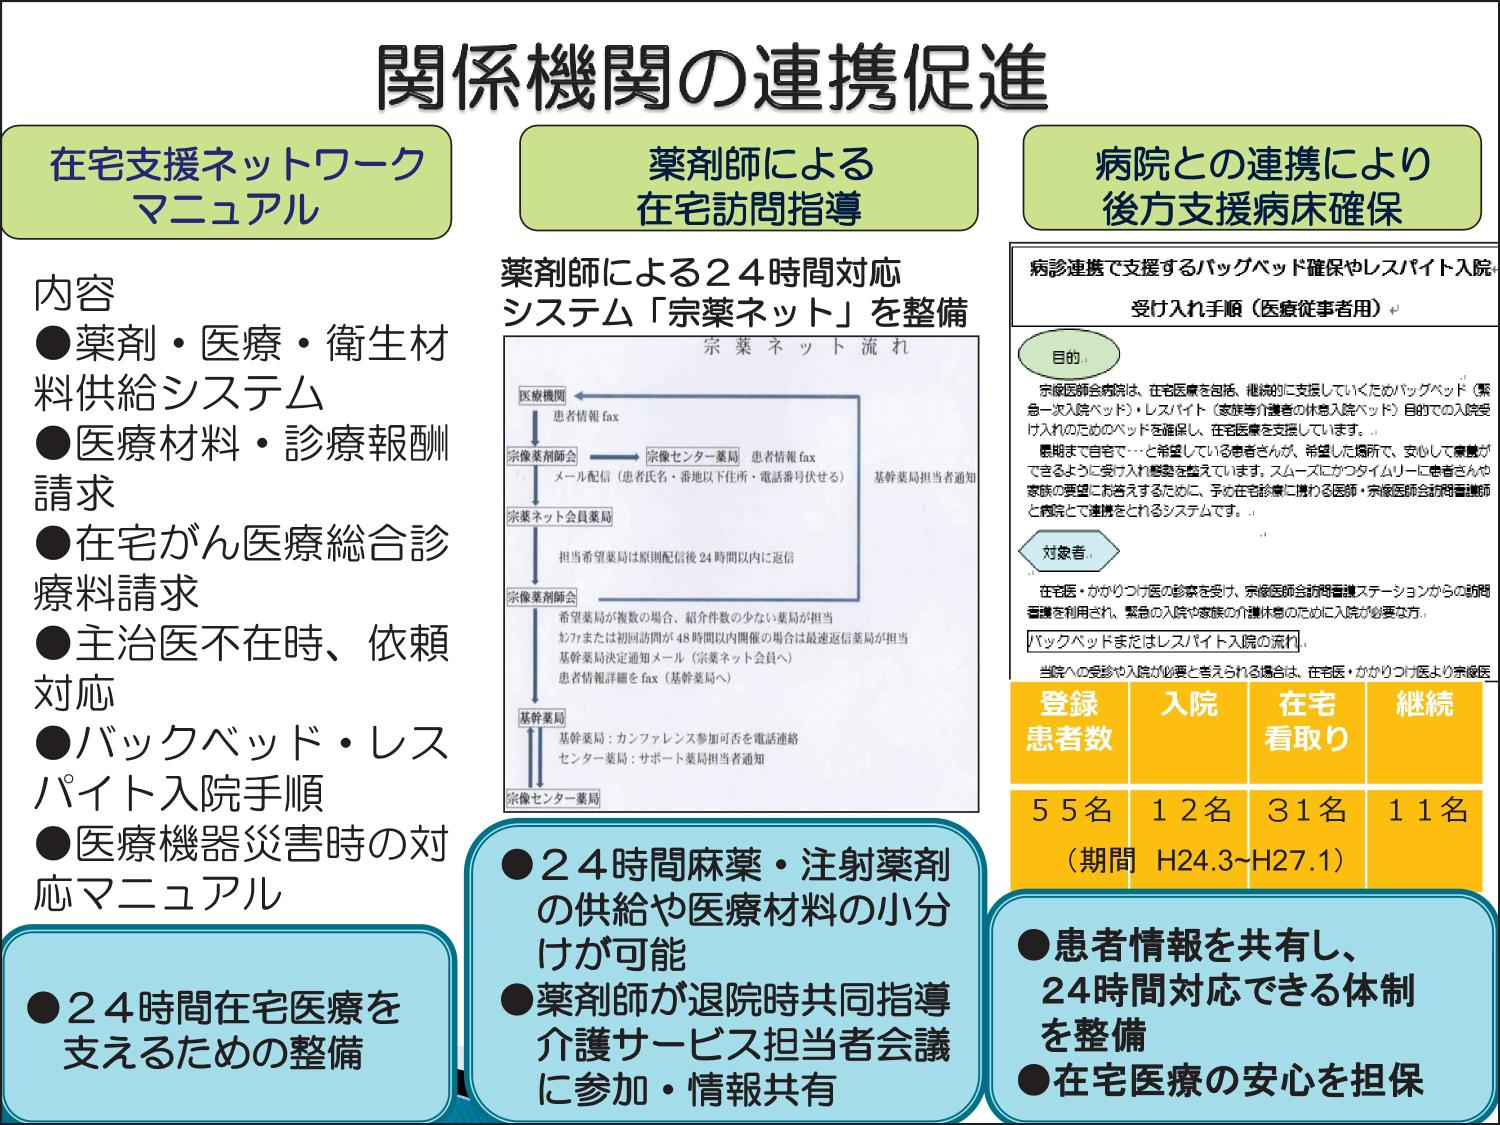 関係機関の連携促進
在宅支援ネットワーク
マニュアル
内容
●薬剤・医療・衛生材
料供給システム
●医療材料・診療報酬
請求
●在宅がん医療総合診
療料請求
●主治医不在時、依頼
対応
●バックベッド・レス
パイト入院手順
●医療機器災害時の対
応マニュアル
●２４時間在宅医療を
支えるための整備
薬剤師による
在宅訪問指導
薬剤師による２４時間対応
システム「宗薬ネット」を整備
宗薬ネット流れ
医療機関
患者情報 fax
宗像薬剤師会
宗像センター薬局 患者情報 fax
メール配信（患者氏名・番地以下住所・電話番号伏せる）
基幹薬局担当者通知
宗薬ネット会員薬局
担当希望薬局は原則配信後 24 時間以内に返信
宗像薬剤師会
希望薬局が複数の場合、紹介件数の少ない薬局が担当
ｶﾝﾌｧまたは初回訪問が 48 時間以内開催の場合は最速返信薬局が担当
基幹薬局決定通知メール（宗薬ネット会員へ）
患者情報詳細を fax（基幹薬局へ）
基幹薬局
基幹薬局：カンファレンス参加可否を電話連絡
センター薬局：サポート薬局担当者通知
宗像センター薬局
●２４時間麻薬・注射薬剤
の供給や医療材料の小分
けが可能
●薬剤師が退院時共同指導
介護サービス担当者会議
に参加・情報共有
病院との連携により
後方支援病床確保
病診連携で支援するバッグベッド確保やレスパイト入院
受け入れ手順（医療従事者用）
目的
宗像医師会病院は、在宅医療を包括、継続的に支援していくためバッグベッド（緊
急一次入院ベッド）・レスパイト（家族等介護者の休息入院ベッド）目的での入院受
け入れのためのベッドを確保し、在宅医療を支援しています。
最期まで自宅で…と希望している患者さんが、希望した場所で、安心して療養が
できるように受け入れ態勢を整えています。スムーズにかつタイムリーに患者さんや
家族の要望にお答えするために、予め在宅診療に携わる医師・宗像医師会訪問看護師
と病院とで連携をとれるシステムです。
対象者
在宅医・かかりつけ医の診察を受け、宗像医師会訪問看護ステーションからの訪問
看護を利用され、緊急の入院や家族の介護休息のために入院が必要な方
バックベッドまたはレスパイト入院の流れ
当院への受診や入院が必要と考えられる場合は、在宅医・かかりつけ医より宗像医
登録
患者数
入院
在宅
看取り
継続
５５名 １２名 ３１名 １１名
（期間 H24.3~H27.1）
●患者情報を共有し、
24時間対応できる体制
を整備
●在宅医療の安心を担保